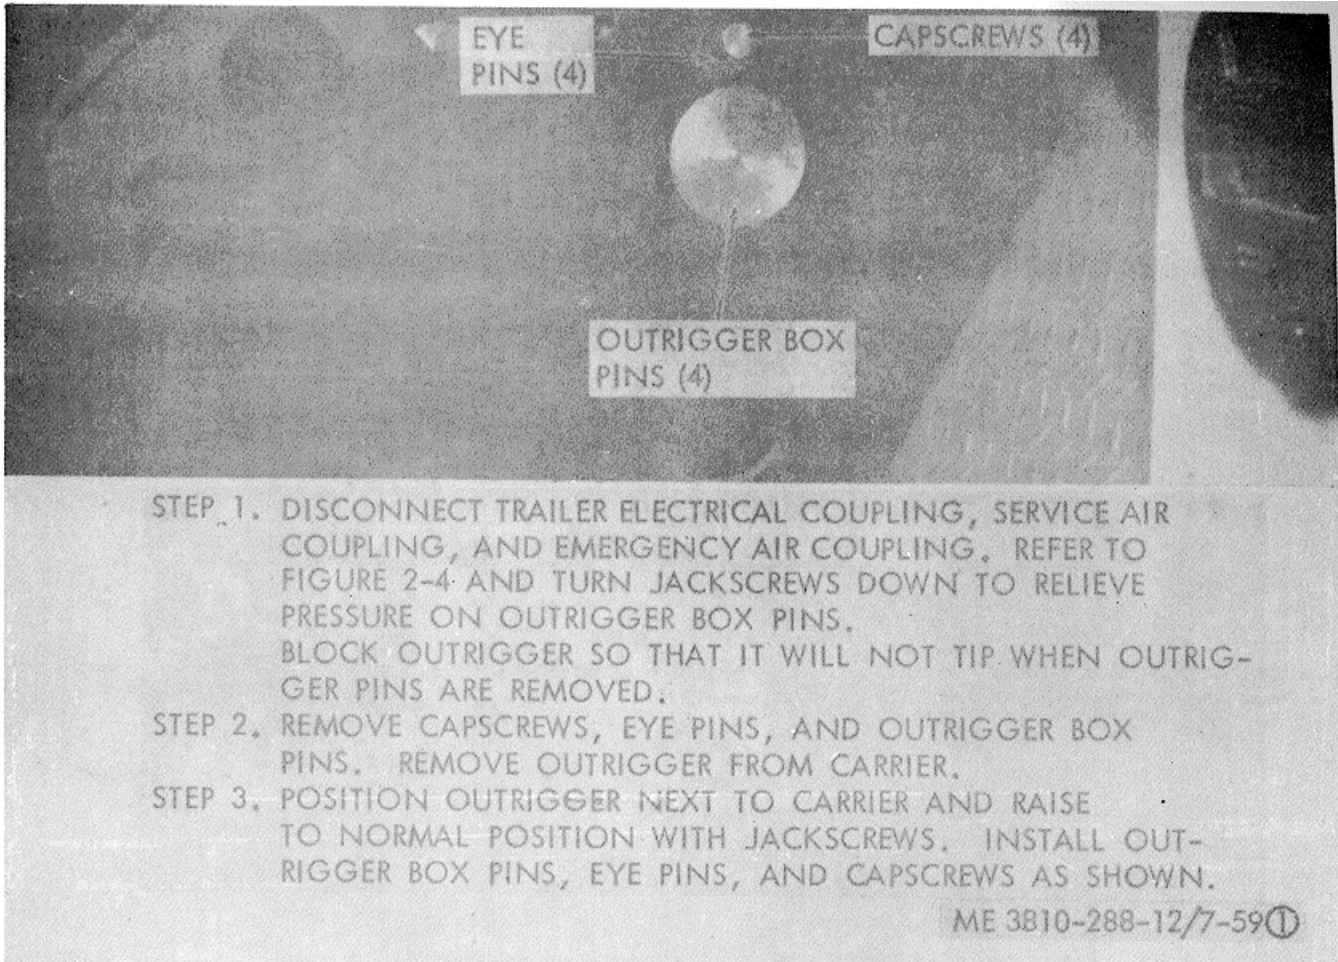 EYE
PINS (4)
CAPSCREWS (4)
OUTRIGGER BOX
PINS (4)
STEP 1. DISCONNECT TRAILER ELECTRICAL COUPLING, SERVICE AIR
COUPLING, AND EMERGENCY AIR COUPLING. REFER TO
FIGURE 2-4 AND TURN JACKSCREWS DOWN TO RELIEVE
PRESSURE ON OUTRIGGER BOX PINS.
BLOCK OUTRIGGER SO THAT IT WILL NOT TIP WHEN OUTRIG-
GER PINS ARE REMOVED.
STEP 2. REMOVE CAPSCREWS, EYE PINS, AND OUTRIGGER BOX
PINS. REMOVE OUTRIGGER FROM CARRIER.
STEP 3. POSITION OUTRIGGER NEXT TO CARRIER AND RAISE
TO NORMAL POSITION WITH JACKSCREWS. INSTALL OUT-
RIGGER BOX PINS, EYE PINS, AND CAPSCREWS AS SHOWN.
ME 3810-288-12/7-59①